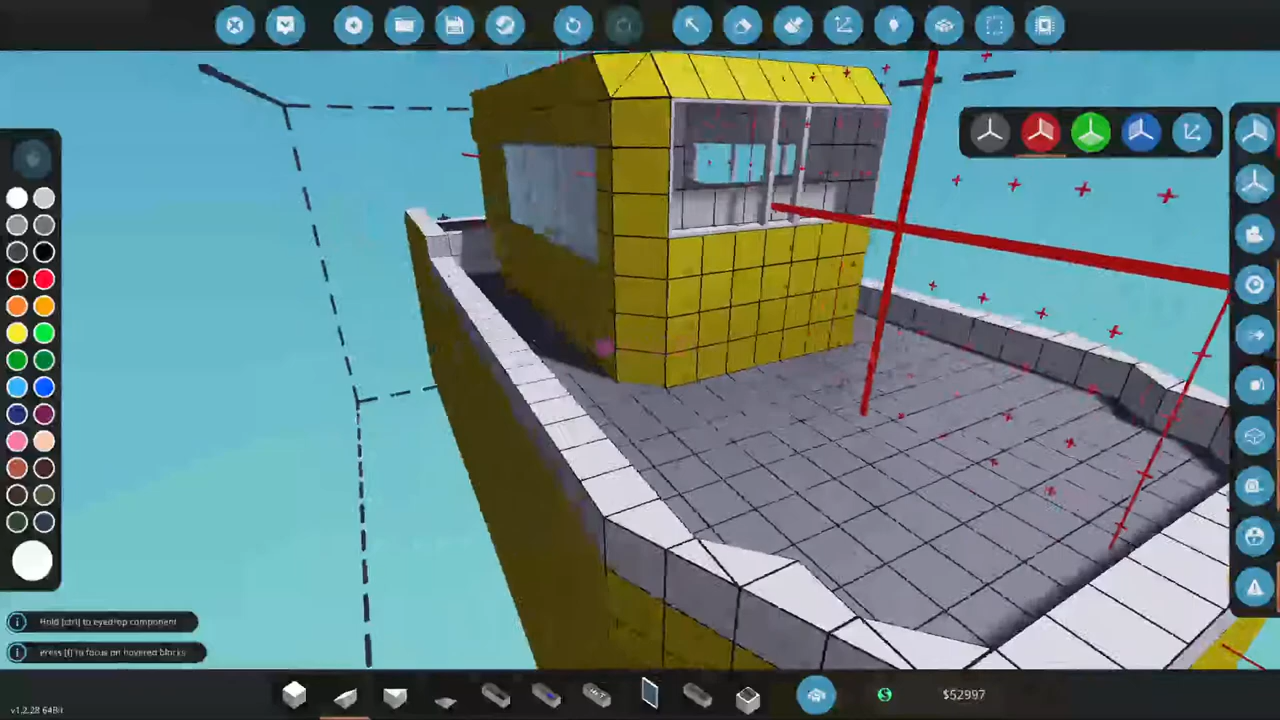 Hold [ctrl] to eyedrop component
Press [f] to focus on hovered blocks
$52997
v1.2.28 64Bit